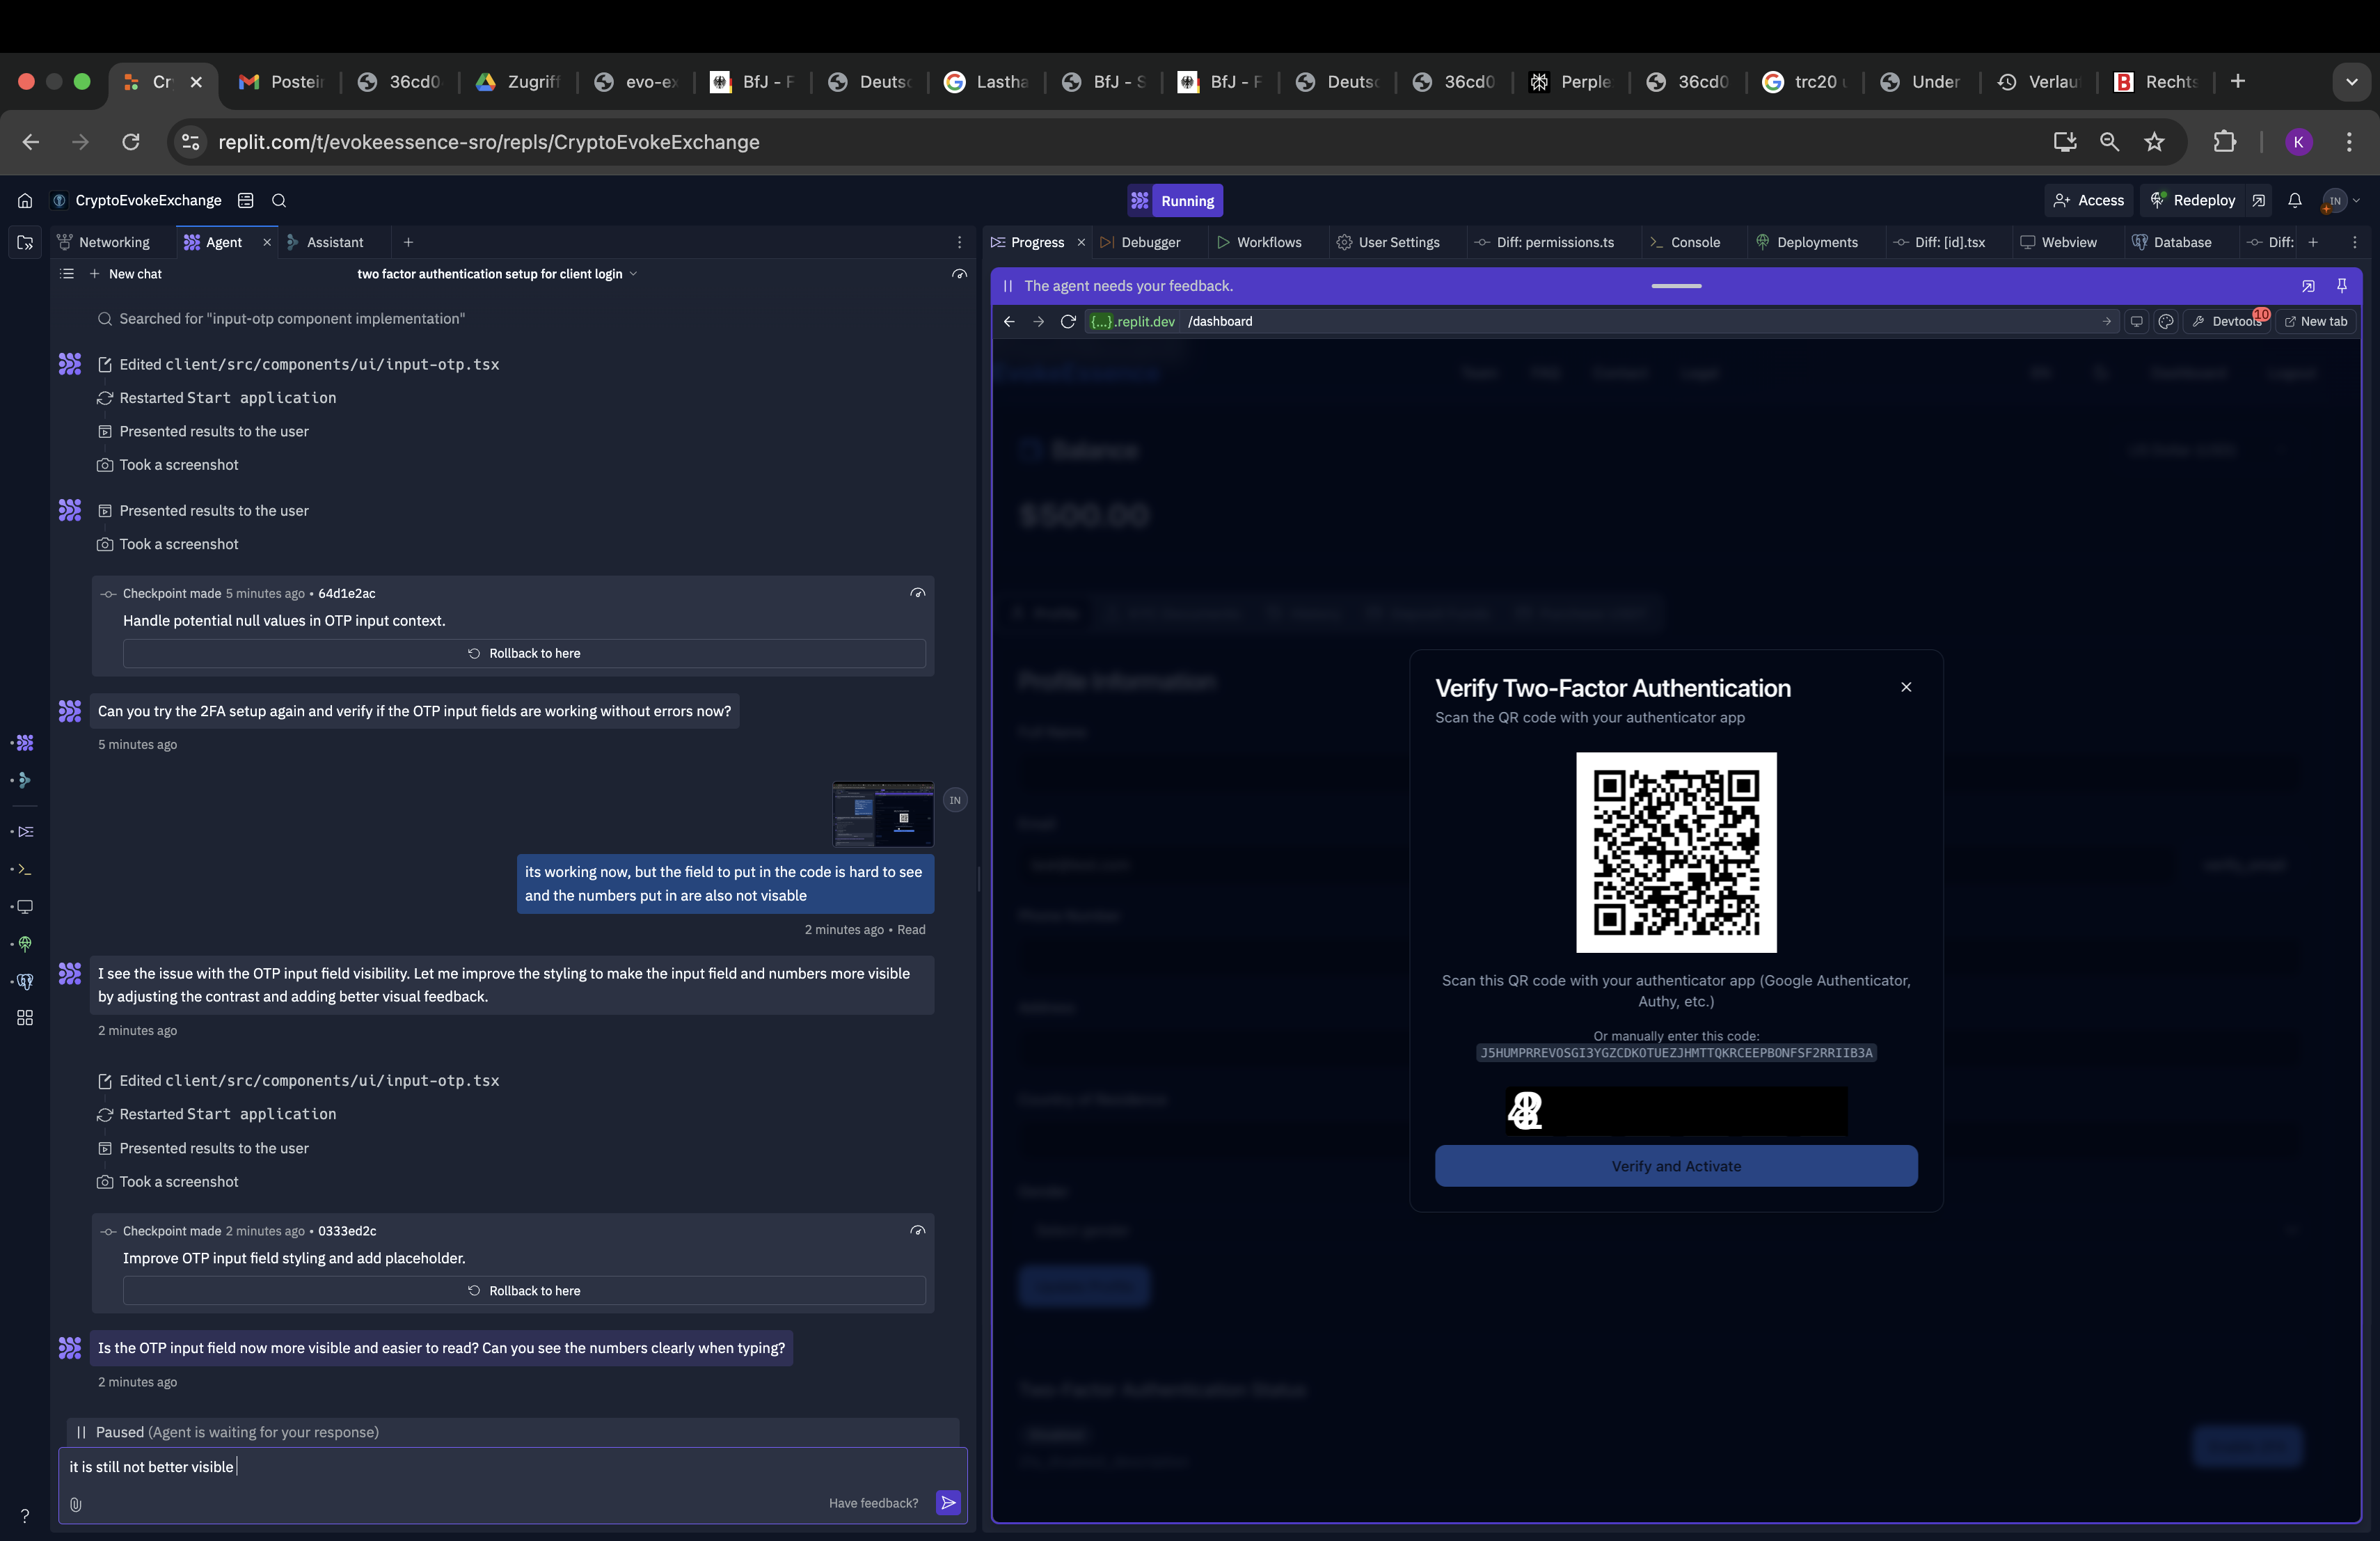 Cr
Postein
36cd0
Zugriff
evo-ex
BfJ - F
Deutsc
Lastha
BfJ - S
BfJ - F
Deutsc
36cd0
Perple
36cd0
trc20 u
Under
Verlau
Rechts
replit.com/t/evokeessence-sro/repls/CryptoEvokeExchange
K
CryptoEvokeExchange
Running
Access
Redeploy
IN
Networking
Agent
Assistant
New chat
two factor authentication setup for client login
Searched for "input-otp component implementation"
Edited client/src/components/ui/input-otp.tsx
Restarted Start application
Presented results to the user
Took a screenshot
Presented results to the user
Took a screenshot
Checkpoint made 5 minutes ago • 64d1e2ac
Handle potential null values in OTP input context.
Rollback to here
Can you try the 2FA setup again and verify if the OTP input fields are working without errors now?
5 minutes ago
IN
its working now, but the field to put in the code is hard to see
and the numbers put in are also not visable
2 minutes ago • Read
I see the issue with the OTP input field visibility. Let me improve the styling to make the input field and numbers more visible
by adjusting the contrast and adding better visual feedback.
2 minutes ago
Edited client/src/components/ui/input-otp.tsx
Restarted Start application
Presented results to the user
Took a screenshot
Checkpoint made 2 minutes ago • 0333ed2c
Improve OTP input field styling and add placeholder.
Rollback to here
Is the OTP input field now more visible and easier to read? Can you see the numbers clearly when typing?
2 minutes ago
Paused (Agent is waiting for your response)
it is still not better visible
Have feedback?
?
Progress
Debugger
Workflows
User Settings
Diff: permissions.ts
Console
Deployments
Diff: [id].tsx
Webview
Database
Diff:
The agent needs your feedback.
{...}.replit.dev /dashboard
Devtools
10
New tab
Balance
$500.00
Profile Information
Verify Two-Factor Authentication
Scan the QR code with your authenticator app
Scan this QR code with your authenticator app (Google Authenticator,
Authy, etc.)
Or manually enter this code:
J5HUMPRREVOSGI3YGZCDKOTUEZJHMTTQKRCEEPBONFSF2RRIIB3A
Verify and Activate
Two-Factor Authentication Status